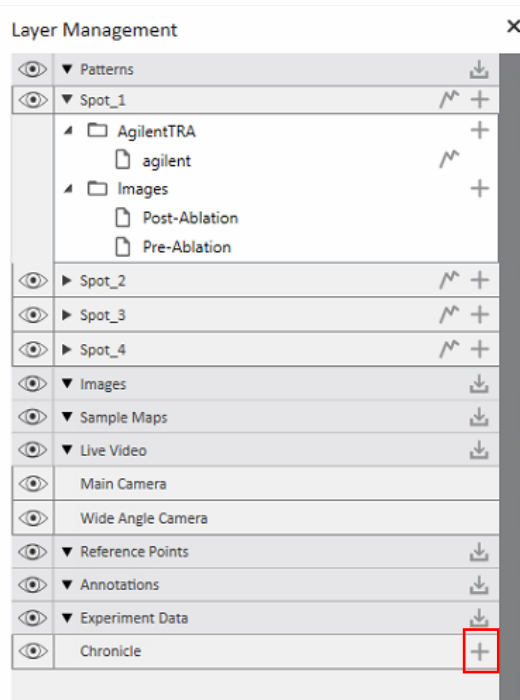 Layer Management
Patterns
Spot_1
AgilentTRA
agilent
Images
Post-Ablation
Pre-Ablation
Spot_2
Spot_3
Spot_4
Images
Sample Maps
Live Video
Main Camera
Wide Angle Camera
Reference Points
Annotations
Experiment Data
Chronicle